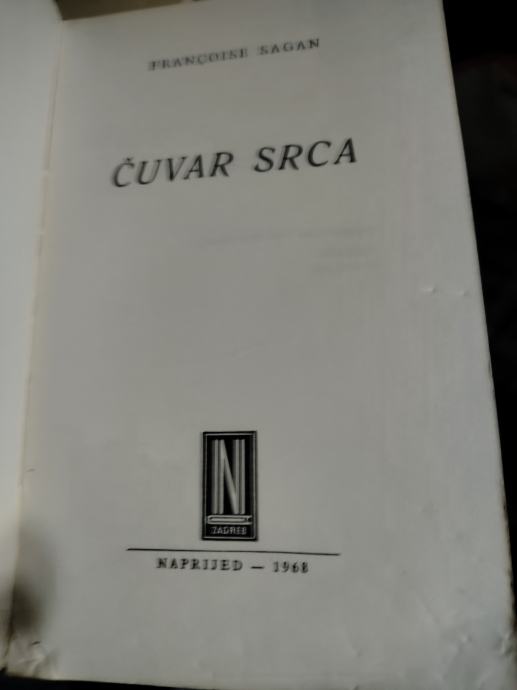 FRANÇOISE SAGAN
ČUVAR SRCA
N
ZAGREB
NAPRIJED — 1968